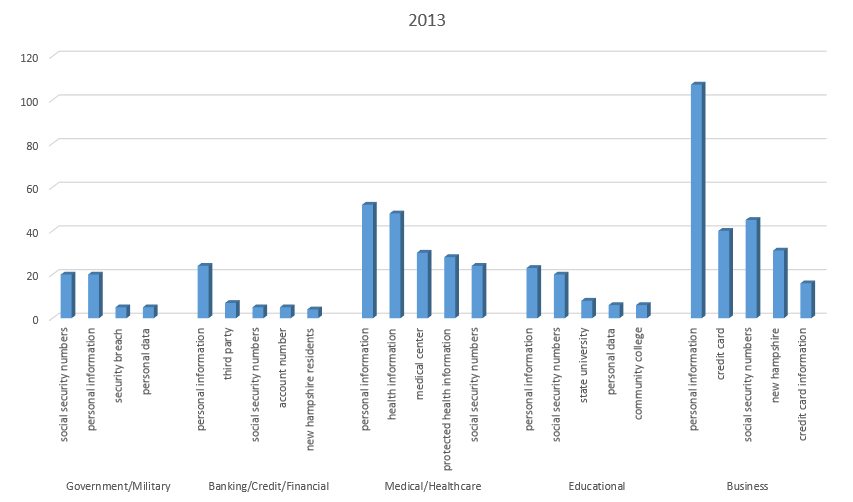 2013
120
100
80
60
40
20
0
social security numbers
personal information
security breach
personal data
personal information
third party
social security numbers
account number
new hampshire residents
personal information
health information
medical center
protected health information
social security numbers
personal information
social security numbers
state university
personal data
community college
personal information
credit card
social security numbers
new hampshire
credit card information
Government/Military
Banking/Credit/Financial
Medical/Healthcare
Educational
Business